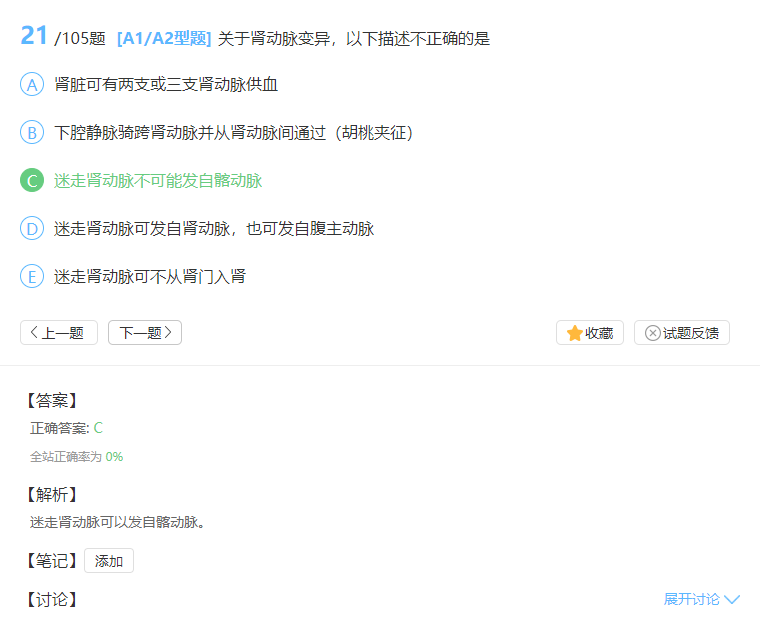 21 /105题 [A1/A2型题] 关于肾动脉变异，以下描述不正确的是
A 肾脏可有两支或三支肾动脉供血
B 下腔静脉骑跨肾动脉并从肾动脉间通过（胡桃夹征）
C 迷走肾动脉不可能发自髂动脉
D 迷走肾动脉可发自肾动脉，也可发自腹主动脉
E 迷走肾动脉可不从肾门入肾
上一题 下一题 收藏 试题反馈
【答案】
正确答案: C
全站正确率为 0%
【解析】
迷走肾动脉可以发自髂动脉。
【笔记】 添加
【讨论】 展开讨论